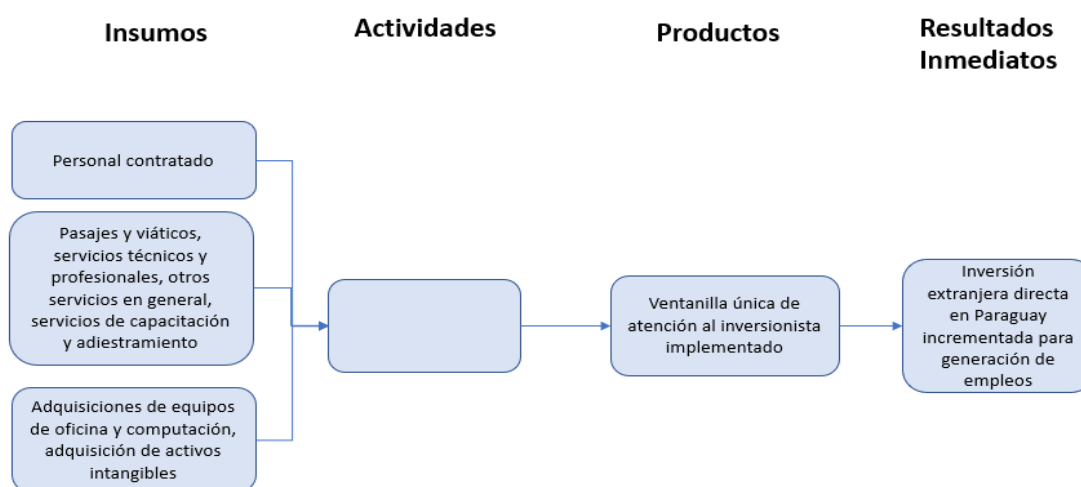 Insumos
Actividades
Productos
Resultados
Inmediatos
Personal contratado
Pasajes y viáticos,
servicios técnicos y
profesionales, otros
servicios en general,
servicios de capacitación
y adiestramiento
Adquisiciones de equipos
de oficina y computación,
adquisición de activos
intangibles
Ventanilla única de
atención al inversionista
implementado
Inversión
extranjera directa
en Paraguay
incrementada para
generación de
empleos